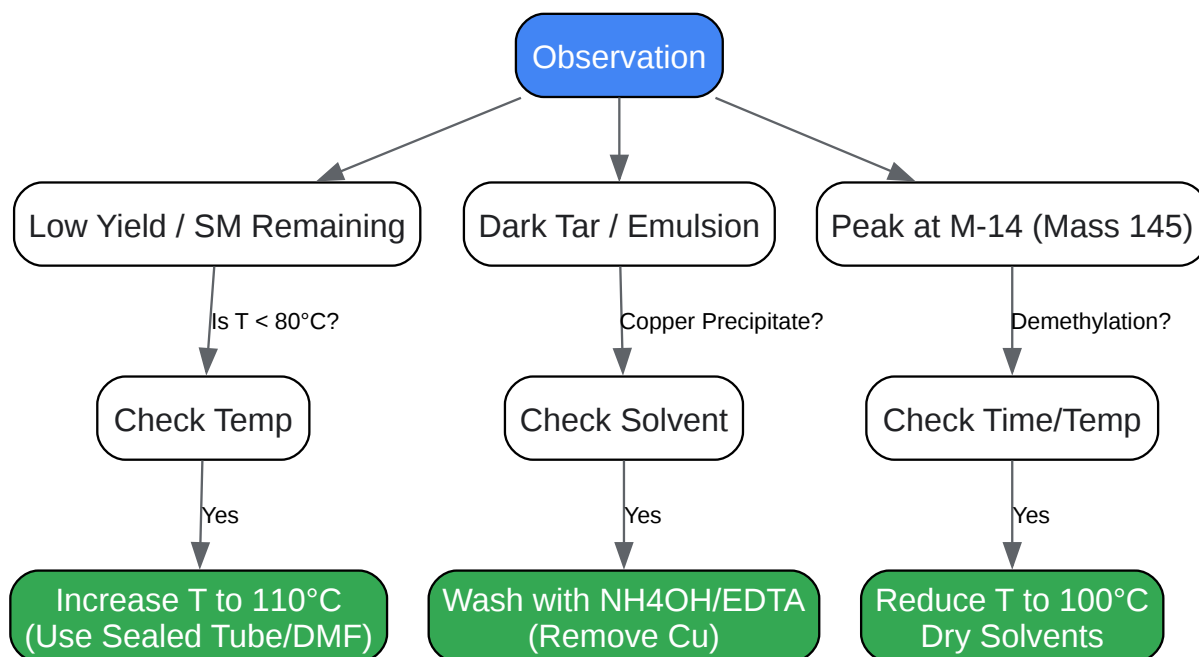 Observation
Low Yield / SM Remaining
Dark Tar / Emulsion
Peak at M-14 (Mass 145)
Is T < 80°C?
Copper Precipitate?
Demethylation?
Check Temp
Check Solvent
Check Time/Temp
Yes
Yes
Yes
Increase T to 110°C
(Use Sealed Tube/DMF)
Wash with NH4OH/EDTA
(Remove Cu)
Reduce T to 100°C
Dry Solvents